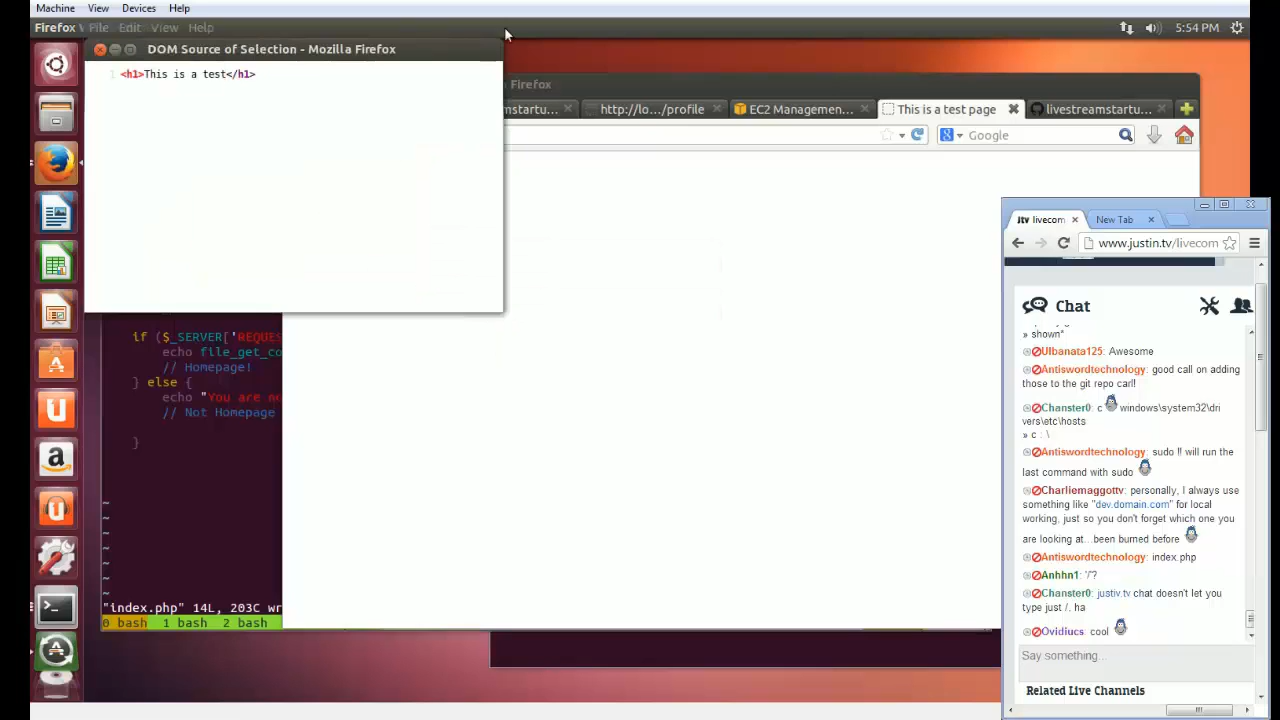 Machine View Devices Help
Firefox File Edit View Help
5:54 PM
DOM Source of Selection - Mozilla Firefox
1 <h1>This is a test</h1>
Firefox
mstartu...
http://lo.../profile
EC2 Managemen...
This is a test page
livestreamstartu...
Google
if ($_SERVER['REQUES
echo file_get_co
// Homepage!
} else {
echo "You are no
// Not Homepage
}
~
~
~
~
~
~
~
"index.php" 14L, 203C wr
0 bash 1 bash 2 bash
jtv livecom
New Tab
www.justin.tv/livecom
Chat
» shown*
Ulbanata125: Awesome
Antiswordtechnology: good call on adding
those to the git repo carl!
Chanster0: c windows\system32\dri
vers\etc\hosts
» c : \
Antiswordtechnology: sudo !! will run the
last command with sudo
Charliemaggottv: personally, I always use
something like "dev.domain.com" for local
working, just so you don't forget which one you
are looking at...been burned before
Antiswordtechnology: index.php
Anhhn1: '/'?
Chanster0: justiv.tv chat doesn't let you
type just /. ha
Ovidiucs: cool
Say something...
Related Live Channels